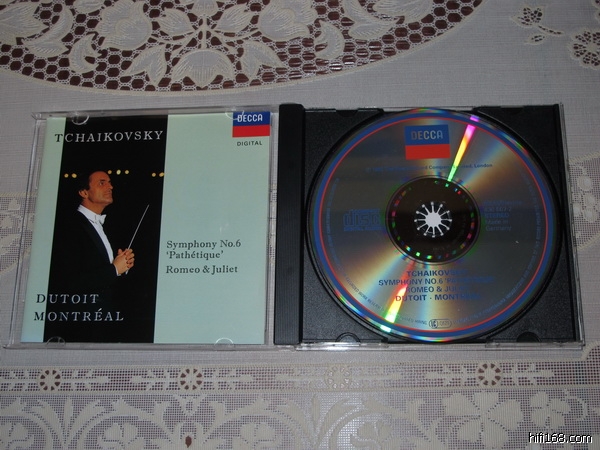 TCHAIKOVSKY
DECCA
DIGITAL
Symphony No.6
'Pathétique'
Romeo & Juliet
DUTOIT
MONTRÉAL
DECCA
TCHAIKOVSKY
SYMPHONY NO.6
ROMEO & JULIET
DUTOIT · MONTRÉAL
hifi168.com